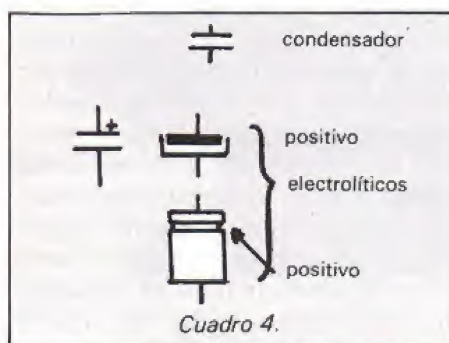 condensador
+
positivo
electrolíticos
positivo
Cuadro 4.